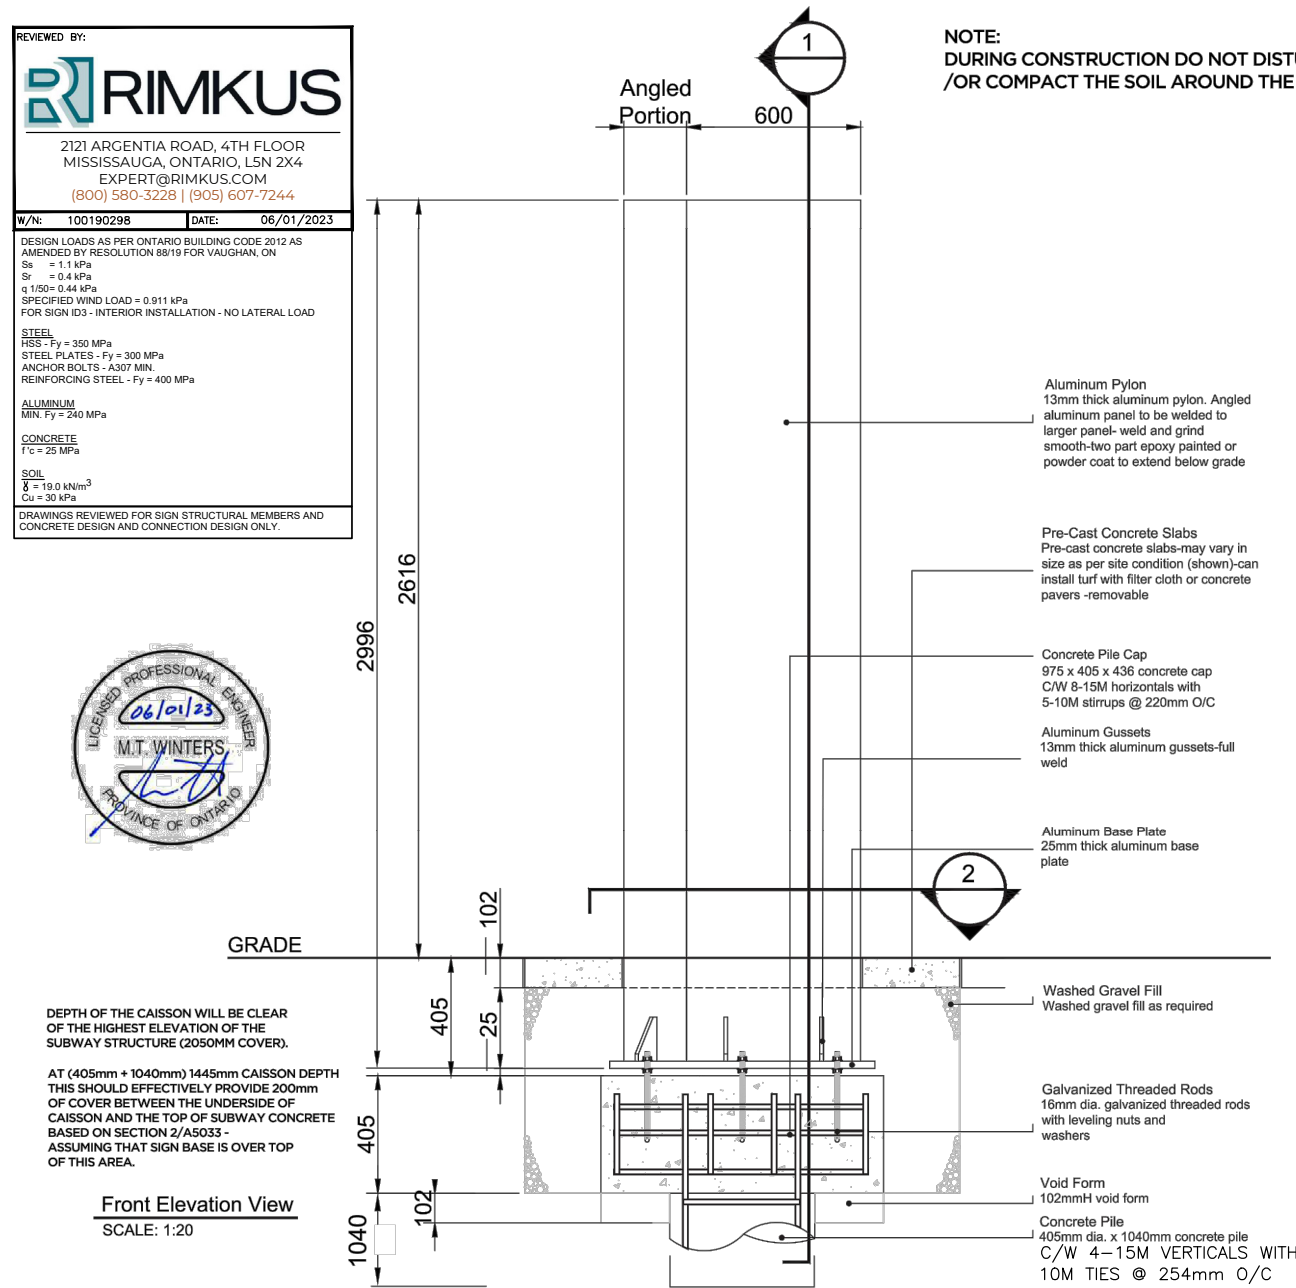 REVIEWED BY:
RIMKUS
2121 ARGENTIA ROAD, 4TH FLOOR
MISSISSAUGA, ONTARIO, L5N 2X4
EXPERT@RIMKUS.COM
(800) 580-3228 | (905) 607-7244
W/N: 100190298 DATE: 06/01/2023
DESIGN LOADS AS PER ONTARIO BUILDING CODE 2012 AS
AMENDED BY RESOLUTION 88/19 FOR VAUGHAN, ON
Ss = 1.1 kPa
Sr = 0.4 kPa
q 1/50= 0.44 kPa
SPECIFIED WIND LOAD = 0.911 kPa
FOR SIGN ID3 - INTERIOR INSTALLATION - NO LATERAL LOAD
STEEL
HSS - Fy = 350 MPa
STEEL PLATES - Fy = 300 MPa
ANCHOR BOLTS - A307 MIN.
REINFORCING STEEL - Fy = 400 MPa
ALUMINUM
MIN. Fy = 240 MPa
CONCRETE
f'c = 25 MPa
SOIL
ɣ = 19.0 kN/m3
Cu = 30 kPa
DRAWINGS REVIEWED FOR SIGN STRUCTURAL MEMBERS AND
CONCRETE DESIGN AND CONNECTION DESIGN ONLY.
LICENSED PROFESSIONAL ENGINEER
06/01/23
M.T. WINTERS
PROVINCE OF ONTARIO
1
Angled
Portion
600
NOTE:
DURING CONSTRUCTION DO NOT DISTU
/OR COMPACT THE SOIL AROUND THE
2616
2996
Aluminum Pylon
13mm thick aluminum pylon. Angled
aluminum panel to be welded to
larger panel- weld and grind
smooth-two part epoxy painted or
powder coat to extend below grade
Pre-Cast Concrete Slabs
Pre-cast concrete slabs-may vary in
size as per site condition (shown)-can
install turf with filter cloth or concrete
pavers -removable
Concrete Pile Cap
975 x 405 x 436 concrete cap
C/W 8-15M horizontals with
5-10M stirrups @ 220mm O/C
Aluminum Gussets
13mm thick aluminum gussets-full
weld
Aluminum Base Plate
25mm thick aluminum base
plate
2
102
GRADE
405
25
Washed Gravel Fill
Washed gravel fill as required
DEPTH OF THE CAISSON WILL BE CLEAR
OF THE HIGHEST ELEVATION OF THE
SUBWAY STRUCTURE (2050MM COVER).
AT (405mm + 1040mm) 1445mm CAISSON DEPTH
THIS SHOULD EFFECTIVELY PROVIDE 200mm
OF COVER BETWEEN THE UNDERSIDE OF
CAISSON AND THE TOP OF SUBWAY CONCRETE
BASED ON SECTION 2/A5033 -
ASSUMING THAT SIGN BASE IS OVER TOP
OF THIS AREA.
405
Galvanized Threaded Rods
16mm dia. galvanized threaded rods
with leveling nuts and
washers
102
1040
Void Form
102mmH void form
Concrete Pile
405mm dia. x 1040mm concrete pile
C/W 4-15M VERTICALS WITH
10M TIES @ 254mm O/C
Front Elevation View
SCALE: 1:20